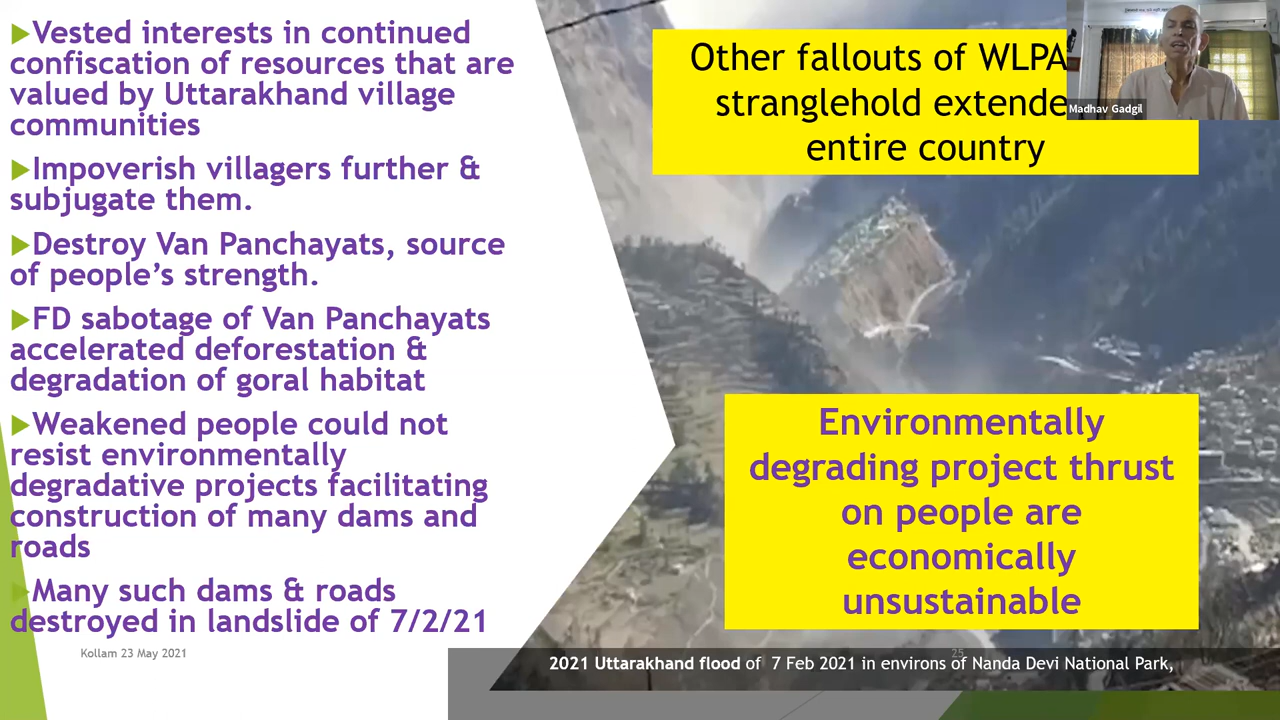 ▶Vested interests in continued
confiscation of resources that are
valued by Uttarakhand village
communities
▶Impoverish villagers further &
subjugate them.
▶Destroy Van Panchayats, source
of people’s strength.
▶FD sabotage of Van Panchayats
accelerated deforestation &
degradation of goral habitat
▶Weakened people could not
resist environmentally
degradative projects facilitating
construction of many dams and
roads
▶Many such dams & roads
destroyed in landslide of 7/2/21
Kollam 23 May 2021
Other fallouts of WLPA
stranglehold extende
entire country
Madhav Gadgil
Environmentally
degrading project thrust
on people are
economically
unsustainable
25
2021 Uttarakhand flood of 7 Feb 2021 in environs of Nanda Devi National Park,